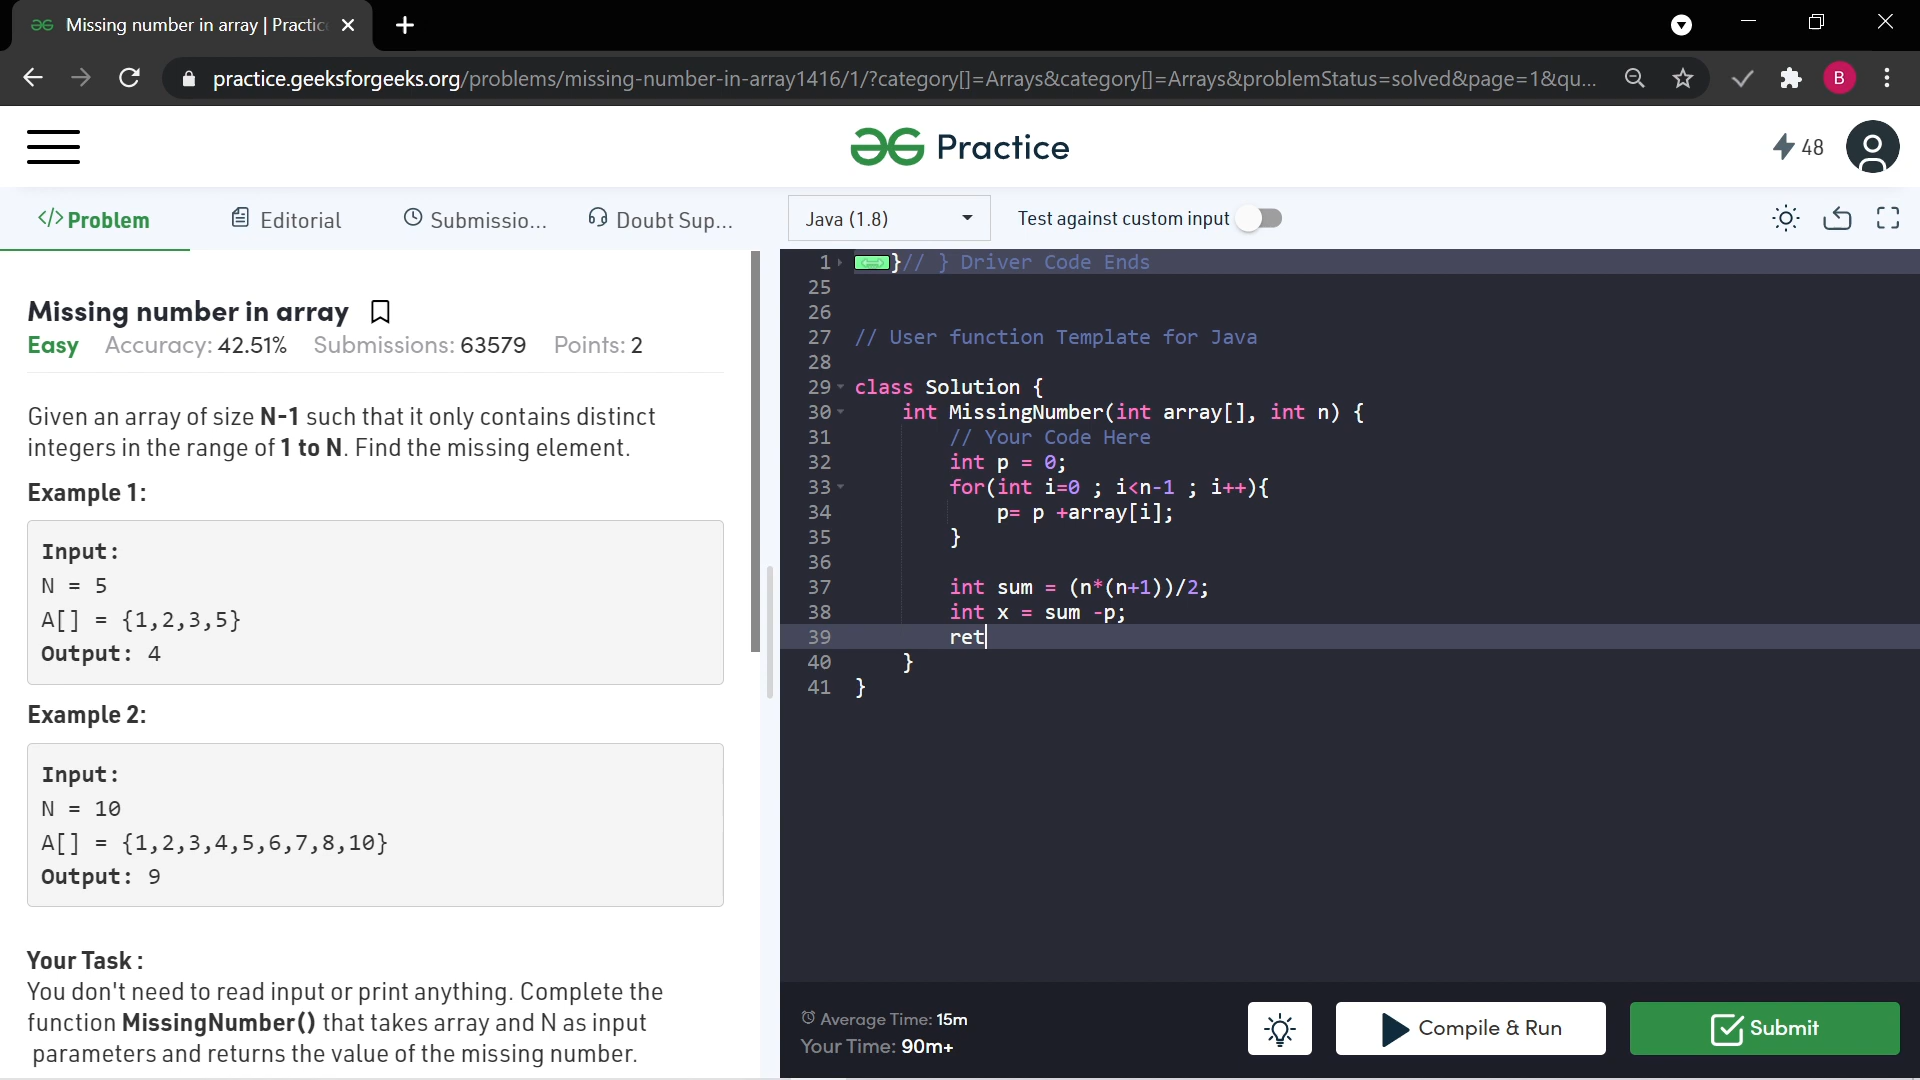 Missing number in array | Practic
practice.geeksforgeeks.org/problems/missing-number-in-array1416/1/?category[]=Arrays&category[]=Arrays&problemStatus=solved&page=1&qu...
B
Practice
48
</> Problem
Editorial
Submissio...
Doubt Sup...
Java (1.8)
Test against custom input
Missing number in array
Easy Accuracy: 42.51% Submissions: 63579 Points: 2
Given an array of size N-1 such that it only contains distinct
integers in the range of 1 to N. Find the missing element.
Example 1:
Input:
N = 5
A[] = {1,2,3,5}
Output: 4
Example 2:
Input:
N = 10
A[] = {1,2,3,4,5,6,7,8,10}
Output: 9
Your Task :
You don't need to read input or print anything. Complete the
function MissingNumber() that takes array and N as input
parameters and returns the value of the missing number.
1 }// } Driver Code Ends
25
26
27 // User function Template for Java
28
29 class Solution {
30 int MissingNumber(int array[], int n) {
31 // Your Code Here
32 int p = 0;
33 for(int i=0 ; i<n-1 ; i++){
34 p= p +array[i];
35 }
36
37 int sum = (n*(n+1))/2;
38 int x = sum -p;
39 ret
40 }
41 }
Average Time: 15m
Your Time: 90m+
Compile & Run
Submit